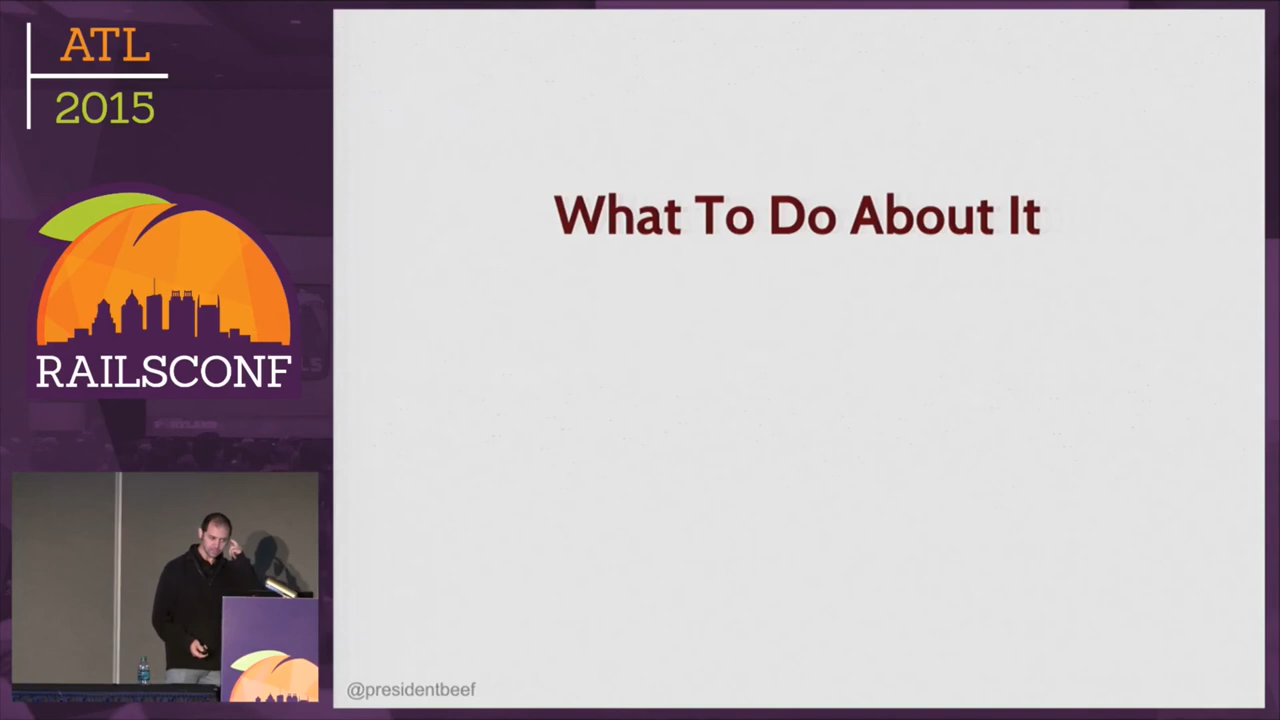 ATL
2015
RAILSCONF
What To Do About It
@presidentbeef